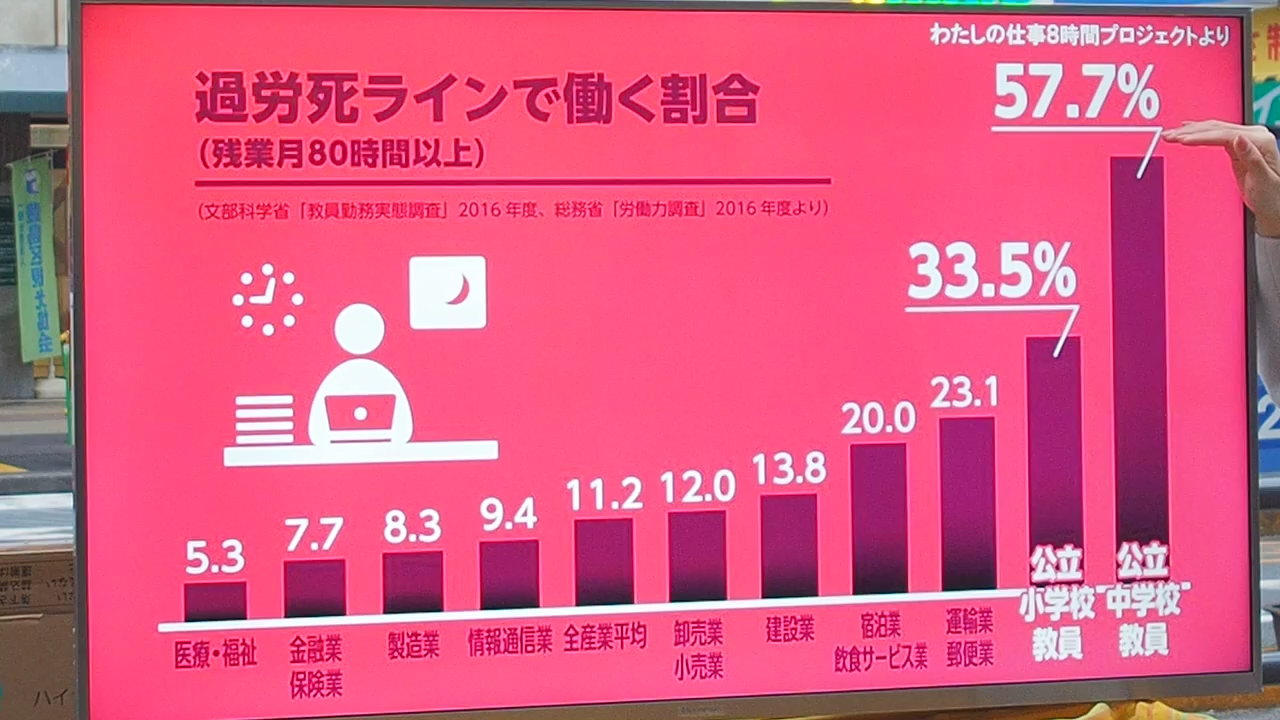 わたしの仕事8時間プロジェクトより
過労死ラインで働く割合
（残業月80時間以上）
（文部科学省「教員勤務実態調査」2016年度、総務省「労働力調査」2016年度より）
57.7%
33.5%
5.3
7.7
8.3
9.4
11.2
12.0
13.8
20.0
23.1
医療・福祉
金融業
保険業
製造業
情報通信業
全産業平均
卸売業
小売業
建設業
宿泊業
飲食サービス業
運輸業
郵便業
公立
小学校
教員
公立
中学校
教員